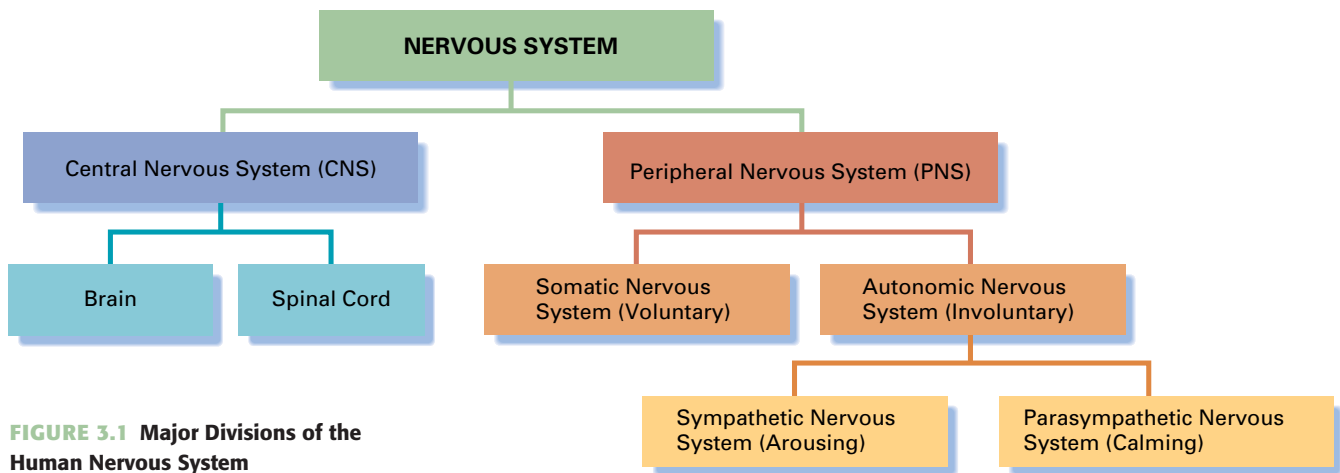 NERVOUS SYSTEM
Central Nervous System (CNS)
Peripheral Nervous System (PNS)
Brain
Spinal Cord
Somatic Nervous
System (Voluntary)
Autonomic Nervous
System (Involuntary)
Sympathetic Nervous
System (Arousing)
Parasympathetic Nervous
System (Calming)
FIGURE 3.1 Major Divisions of the
Human Nervous System